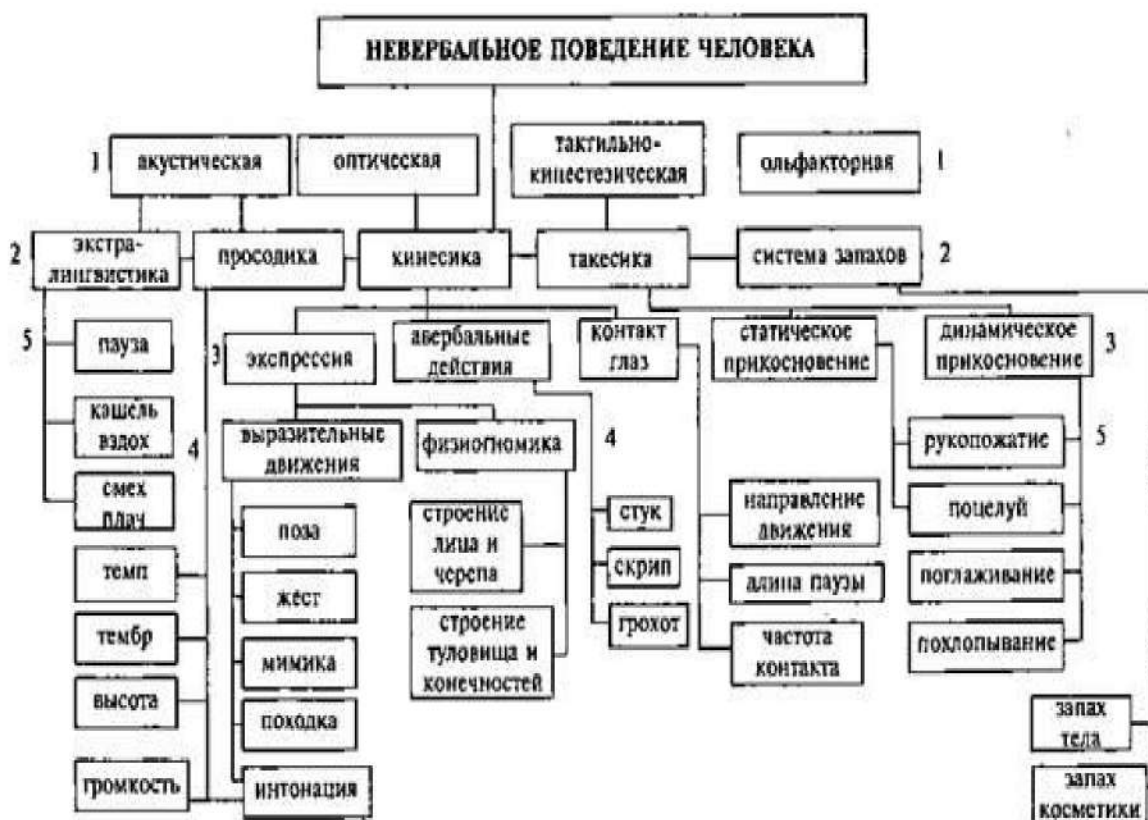 НЕВЕРБАЛЬНОЕ ПОВЕДЕНИЕ ЧЕЛОВЕКА
1
акустическая
оптическая
тактильно-
кинестезическая
ольфакторная
1
2
экстра-
лингвистика
просодика
кинесика
такесика
система запахов
2
5
пауза
3
экспрессия
авербальные
действия
контакт
глаз
статическое
прикосновение
динамическое
прикосновение
3
кашель
вздох
4
выразительные
движения
физиогномика
4
рукопожатие
5
смех
плач
поза
строение
лица и
черепа
стук
направление
движения
поцелуй
темп
жест
скрип
длина паузы
поглаживание
тембр
мимика
строение
туловища и
конечностей
грохот
частота
контакта
похлопывание
высота
походка
запах
тела
громкость
интонация
запах
косметики